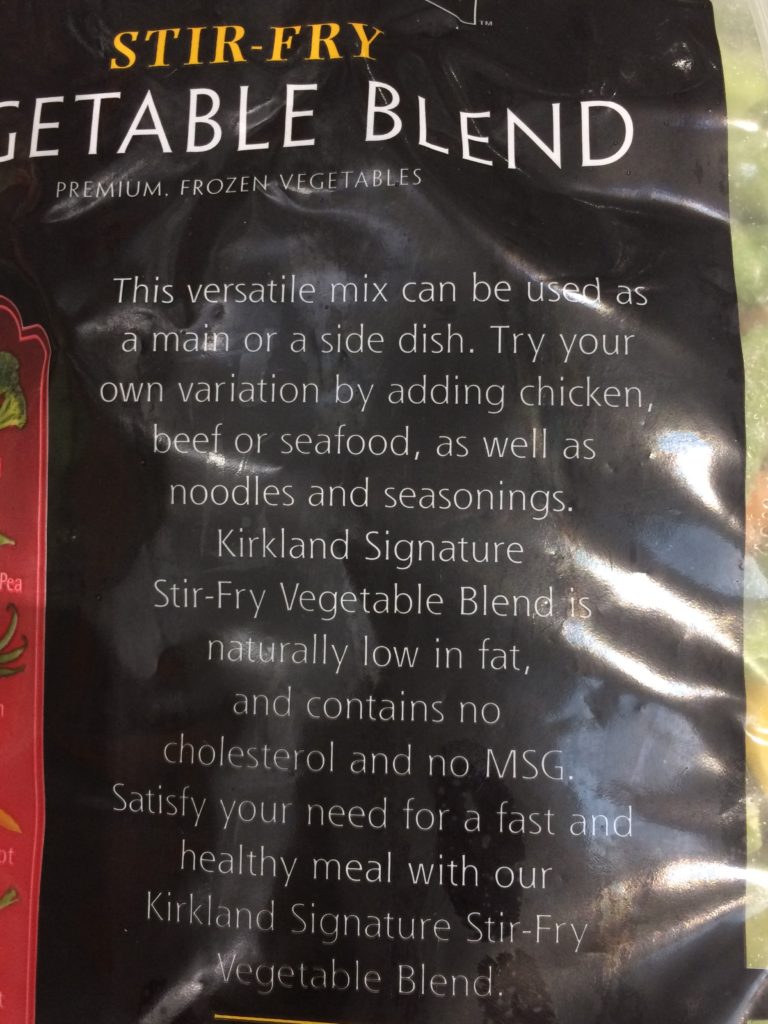 ™
STIR-FRY
GETABLE BLEND
PREMIUM. FROZEN VEGETABLES
This versatile mix can be used as
a main or a side dish. Try your
own variation by adding chicken,
beef or seafood, as well as
noodles and seasonings.
Kirkland Signature
Stir-Fry Vegetable Blend is
naturally low in fat,
and contains no
cholesterol and no MSG.
Satisfy your need for a fast and
healthy meal with our
Kirkland Signature Stir-Fry
Vegetable Blend.
Pea